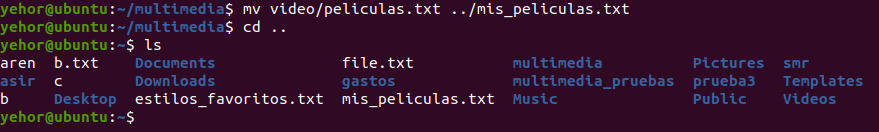 yehor@ubuntu:~/multimedia$ mv video/peliculas.txt ../mis_peliculas.txt
yehor@ubuntu:~/multimedia$ cd ..
yehor@ubuntu:~$ ls
aren b.txt Documents file.txt multimedia Pictures smr
asir c Downloads gastos multimedia_pruebas prueba3 Templates
b Desktop estilos_favoritos.txt mis_peliculas.txt Music Public Videos
yehor@ubuntu:~$